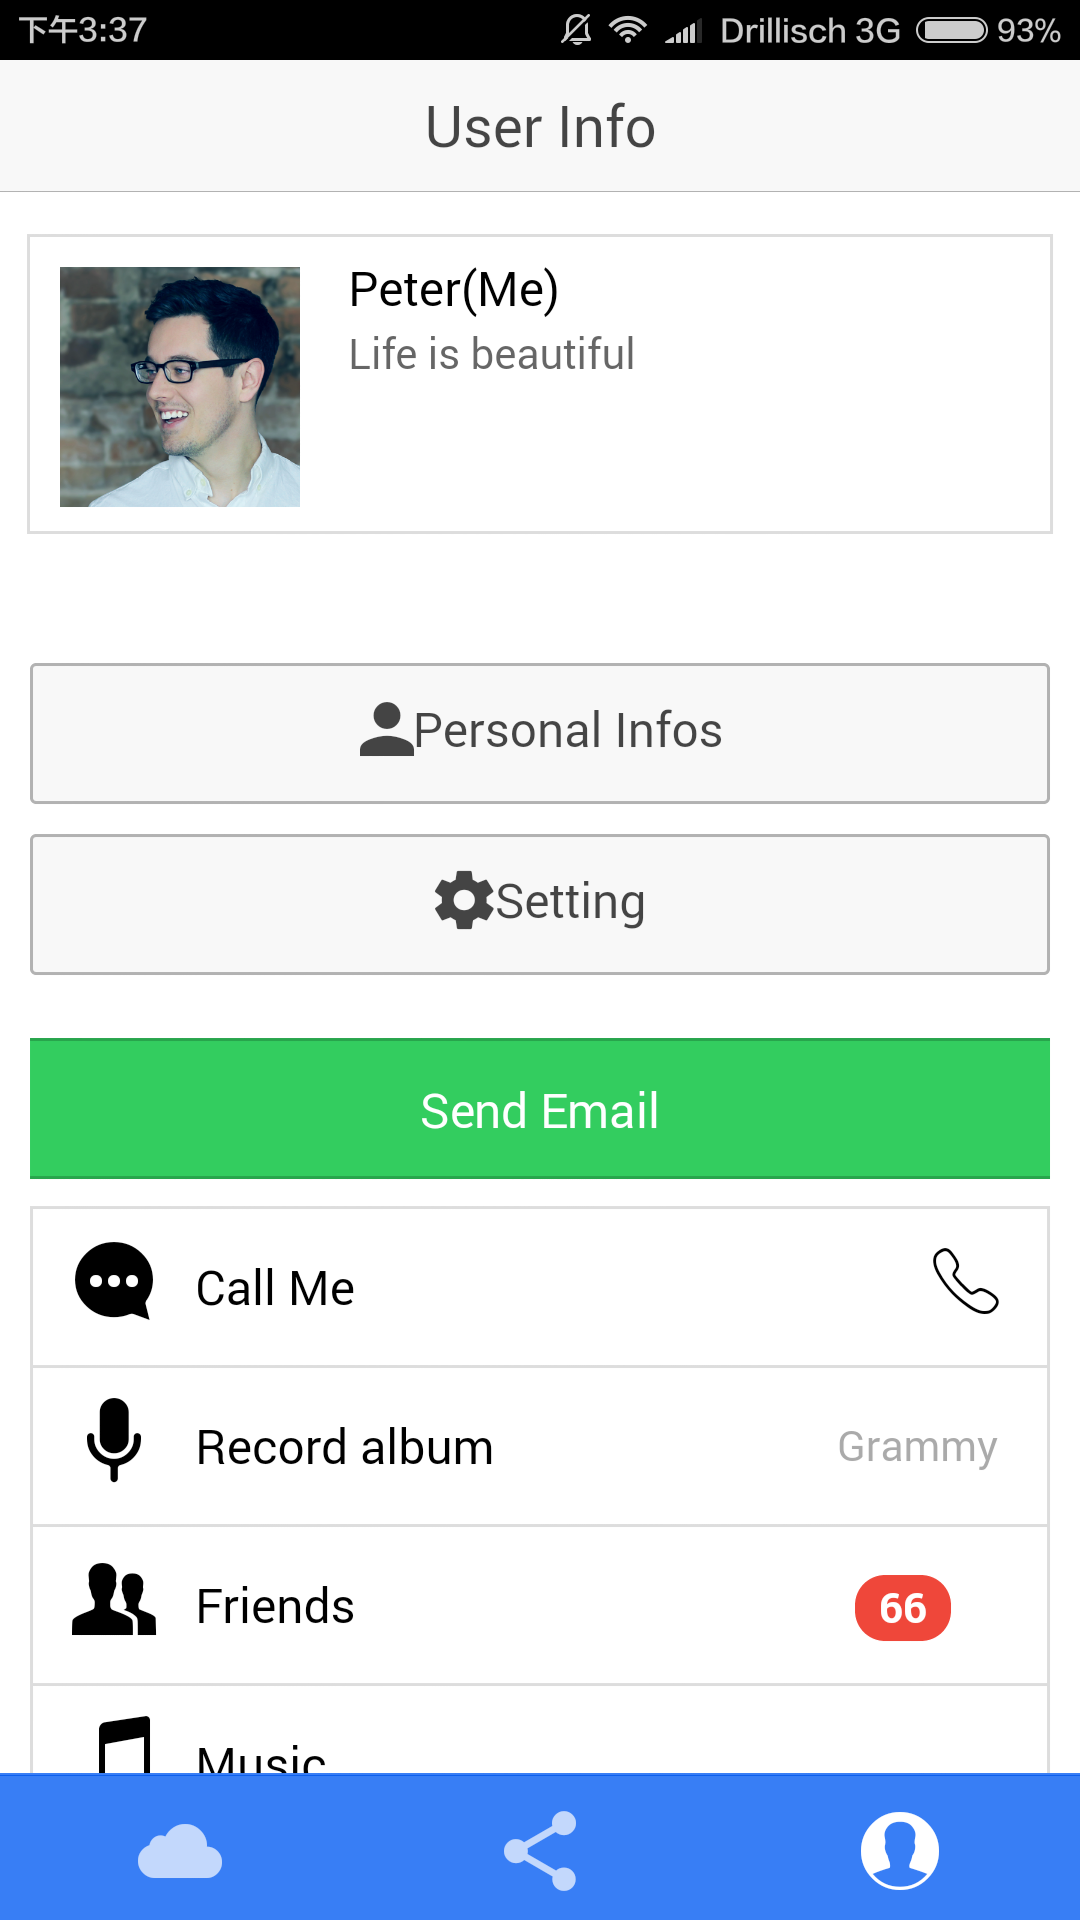 下午3:37 Drillisch 3G 93%
User Info
Peter(Me)
Life is beautiful
Personal Infos
Setting
Send Email
Call Me
Record album Grammy
Friends 66
Music